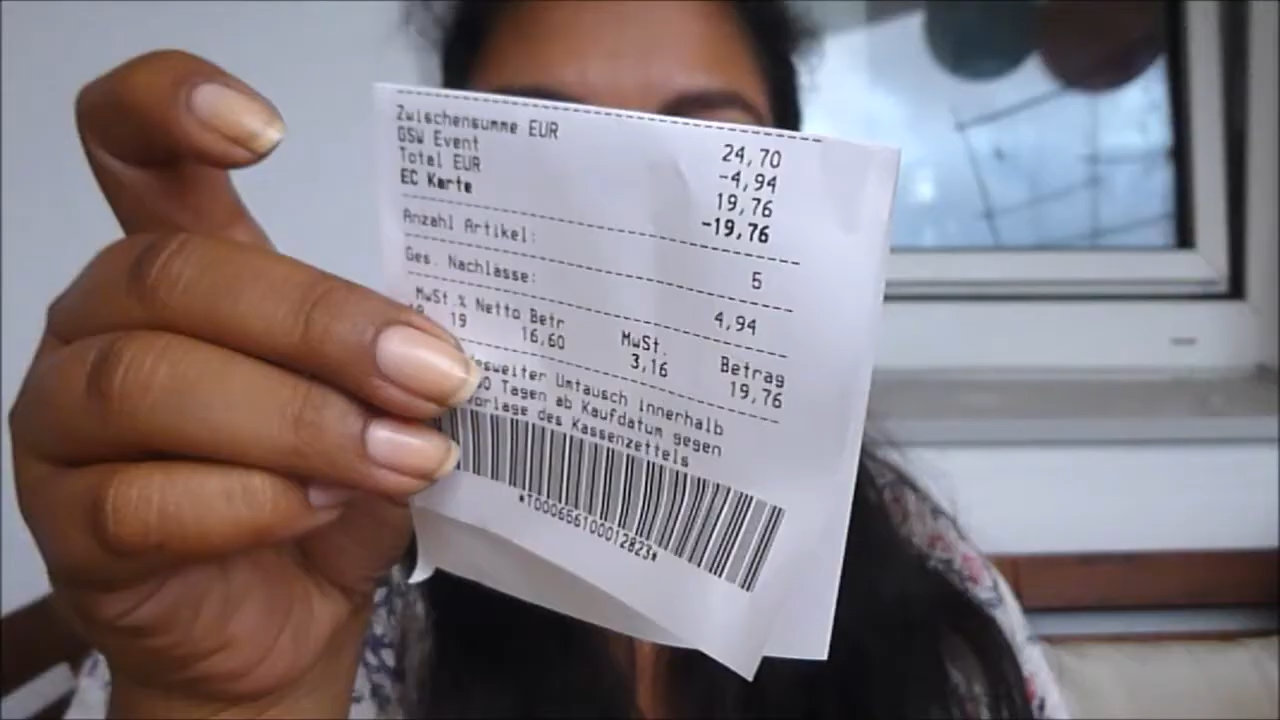 Zwischensumme EUR 24,70
GSW Event -4,94
Total EUR 19,76
EC Karte -19,76
Anzahl Artikel: 5
Ges. Nachlässe: 4,94
MwSt.% Netto Betr MwSt. Betrag
19 16,60 3,16 19,76
Umtausch innerhalb
Tagen ab Kaufdatum gegen
des Kassenzettels
*T000656100012823*